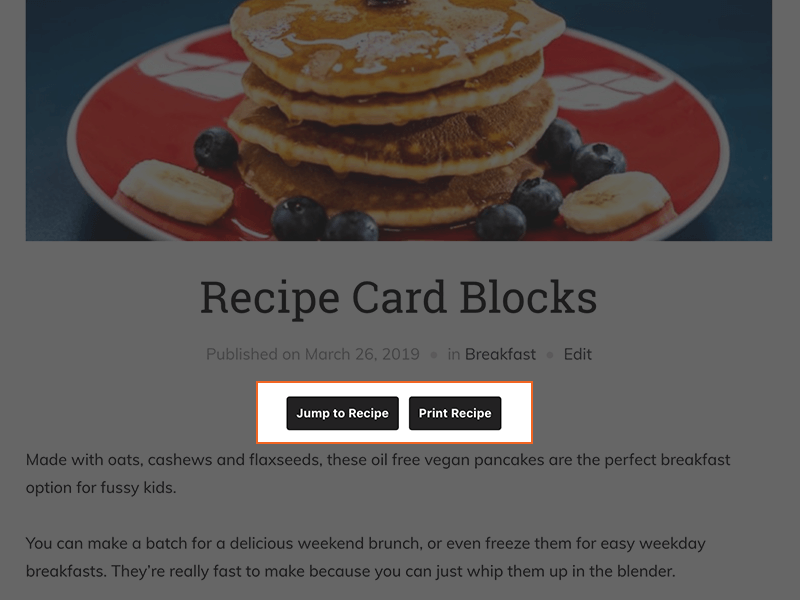 Recipe Card Blocks
Published on March 26, 2019 • in Breakfast • Edit
Jump to Recipe Print Recipe
Made with oats, cashews and flaxseeds, these oil free vegan pancakes are the perfect breakfast
option for fussy kids.
You can make a batch for a delicious weekend brunch, or even freeze them for easy weekday
breakfasts. They’re really fast to make because you can just whip them up in the blender.